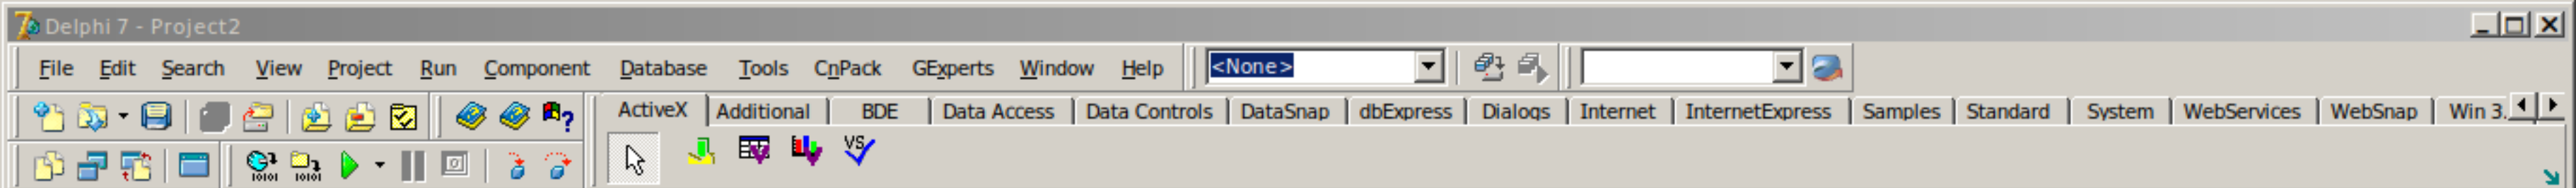 Delphi 7 - Project2
File Edit Search View Project Run Component Database Tools CnPack GExperts Window Help <None>
ActiveX Additional BDE Data Access Data Controls DataSnap dbExpress Dialogs Internet InternetExpress Samples Standard System WebServices WebSnap Win 3.
VS